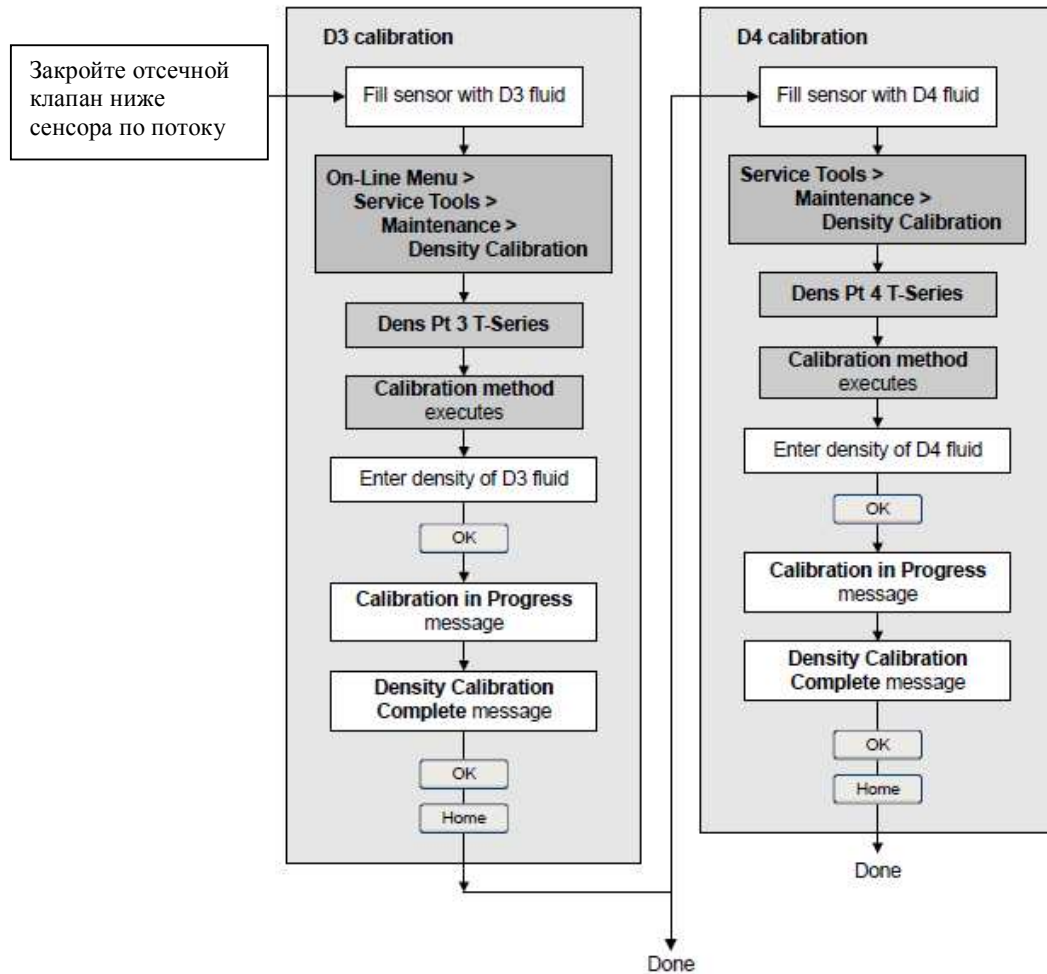 Закройте отсечной
клапан ниже
сенсора по потоку
D3 calibration
Fill sensor with D3 fluid
On-Line Menu >
Service Tools >
Maintenance >
Density Calibration
Dens Pt 3 T-Series
Calibration method
executes
Enter density of D3 fluid
OK
Calibration in Progress
message
Density Calibration
Complete message
OK
Home
D4 calibration
Fill sensor with D4 fluid
Service Tools >
Maintenance >
Density Calibration
Dens Pt 4 T-Series
Calibration method
executes
Enter density of D4 fluid
OK
Calibration in Progress
message
Density Calibration
Complete message
OK
Home
Done
Done